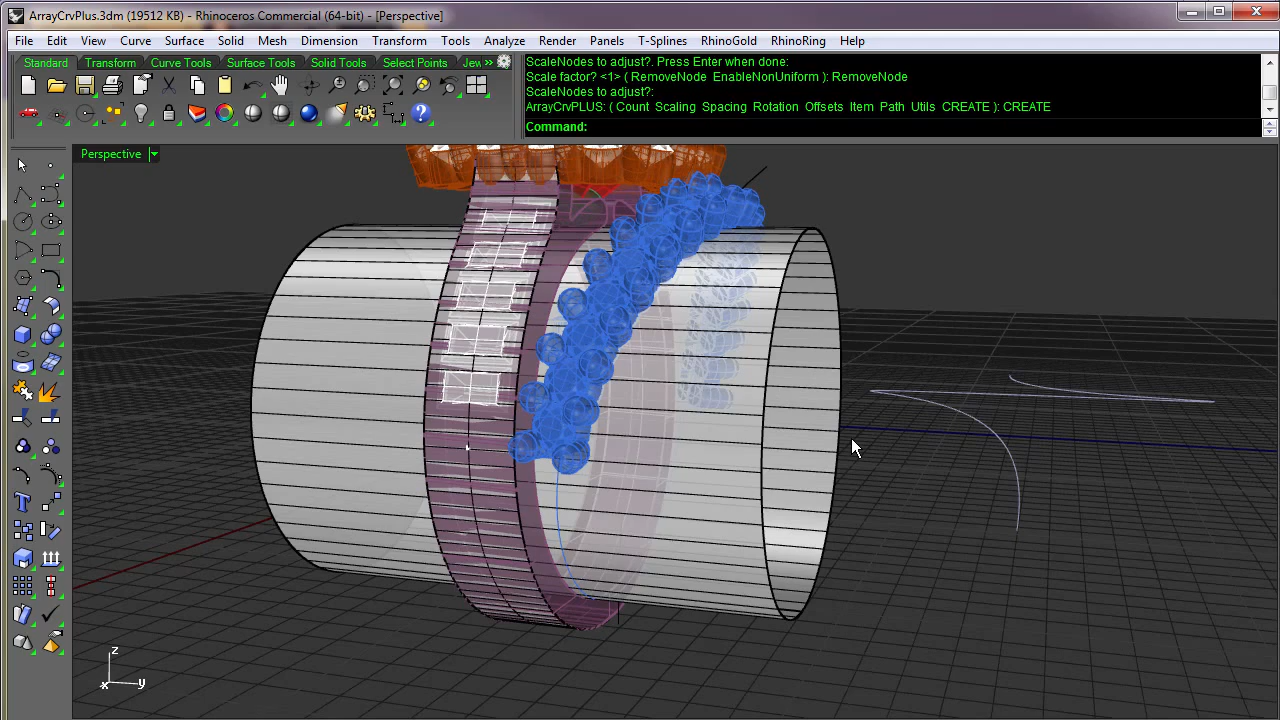 ArrayCrvPlus.3dm (19512 KB) - Rhinoceros Commercial (64-bit) - [Perspective]
File Edit View Curve Surface Solid Mesh Dimension Transform Tools Analyze Render Panels T-Splines RhinoGold RhinoRing Help
Standard Transform Curve Tools Surface Tools Solid Tools Select Points Jew
ScaleNodes to adjust?. Press Enter when done:
Scale factor? <1> ( RemoveNode EnableNonUniform ): RemoveNode
ScaleNodes to adjust?:
ArrayCrvPLUS: ( Count Scaling Spacing Rotation Offsets Item Path Utils CREATE ): CREATE
Command:
Perspective
z
x y